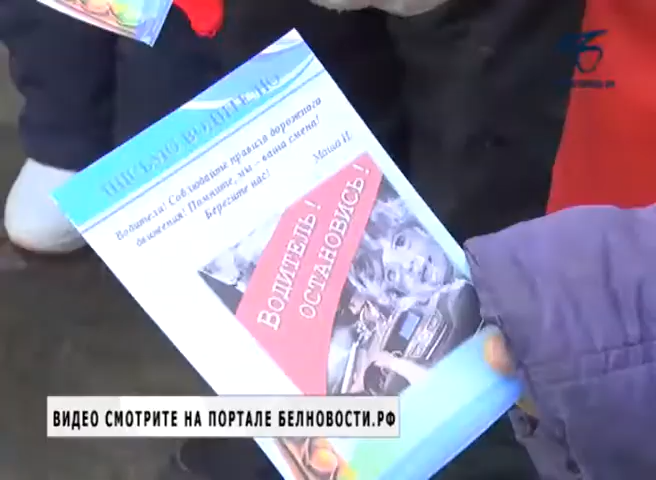 ПИСЬМО ВОДИТЕЛЮ
Водители! Соблюдайте правила дорожного
движения! Помните, мы – ваша смена!
Берегите нас!
Маша И.
ВОДИТЕЛЬ!
ОСТАНОВИСЬ!
ВИДЕО СМОТРИТЕ НА ПОРТАЛЕ БЕЛНОВОСТИ.РФ